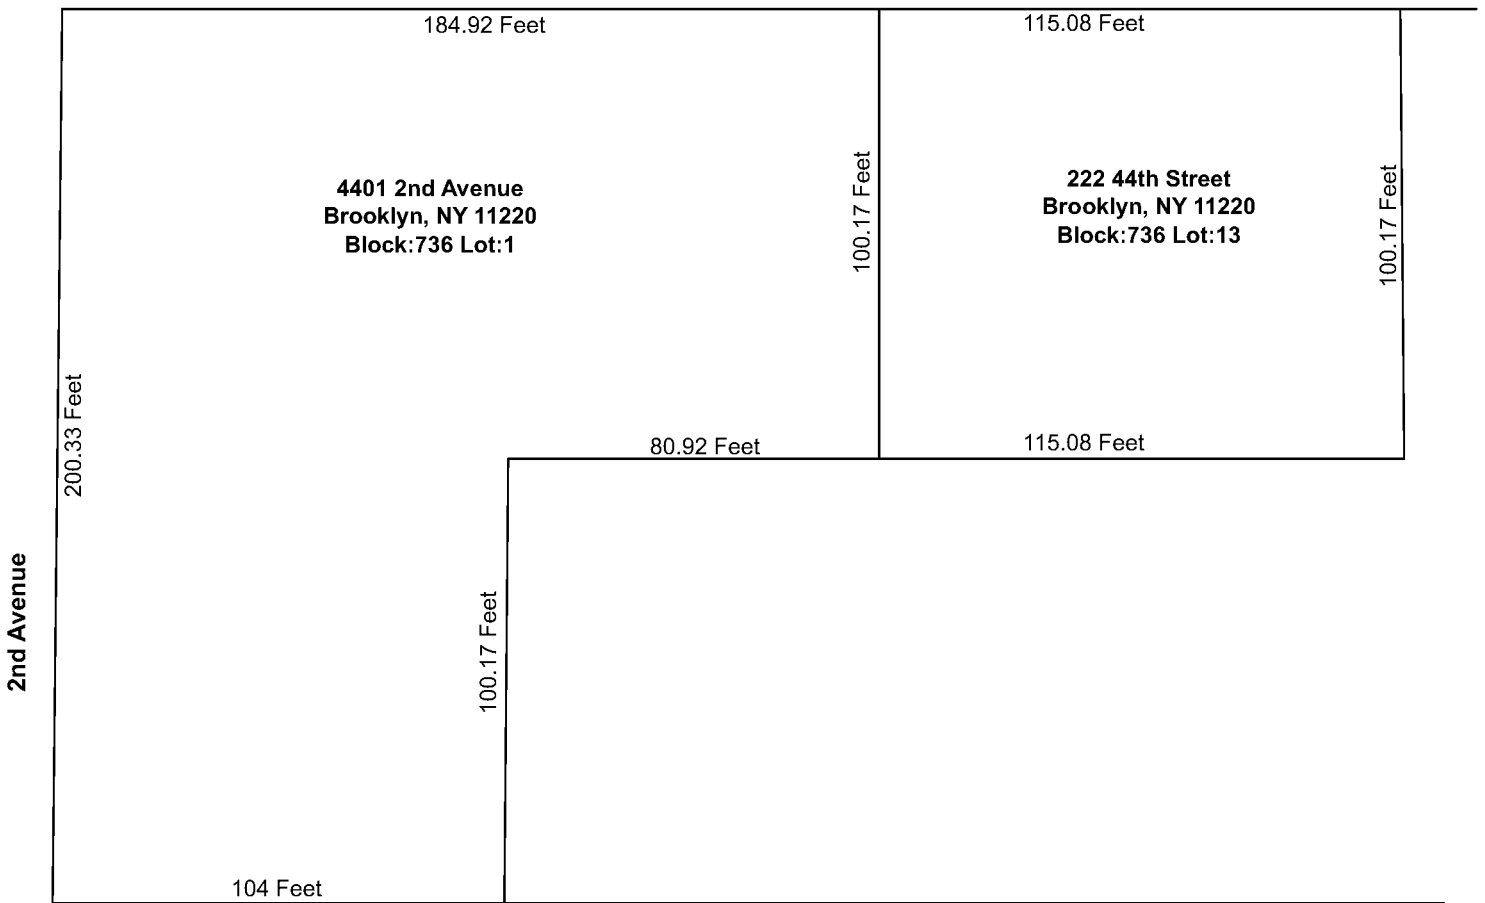 184.92 Feet
115.08 Feet
4401 2nd Avenue
Brooklyn, NY 11220
Block:736 Lot:1
100.17 Feet
222 44th Street
Brooklyn, NY 11220
Block:736 Lot:13
100.17 Feet
200.33 Feet
80.92 Feet
115.08 Feet
2nd Avenue
100.17 Feet
104 Feet